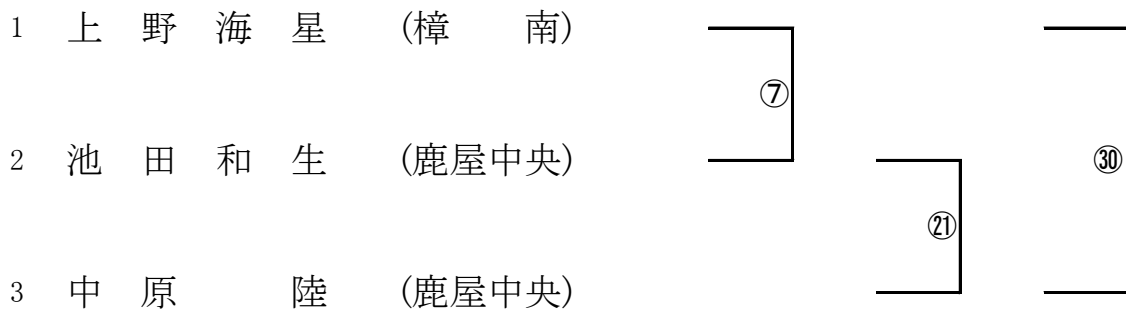 1 上 野 海 星 (樟 南)
⑦
2 池 田 和 生 (鹿屋中央)
㉚
㉑
3 中 原 陸 (鹿屋中央)